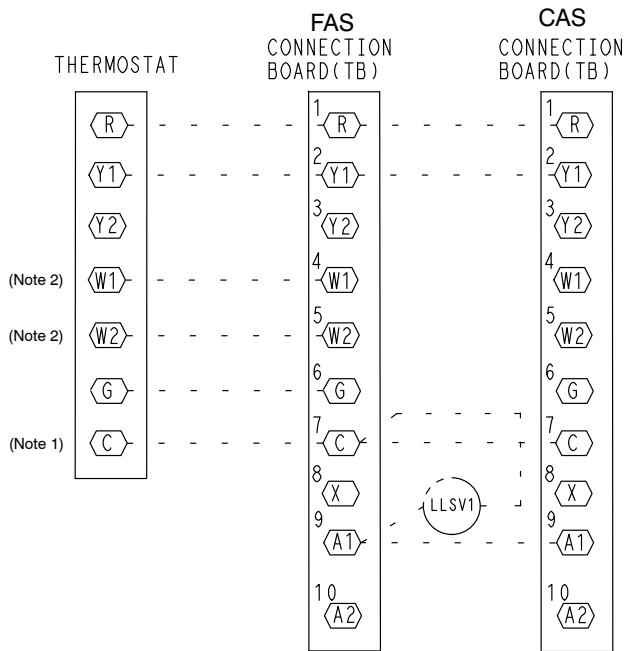 FAS
CONNECTION
BOARD(TB)
CAS
CONNECTION
BOARD(TB)
THERMOSTAT
R
1 R
1 R
Y1
2 Y1
2 Y1
Y2
3 Y2
3 Y2
(Note 2) W1
4 W1
4 W1
(Note 2) W2
5 W2
5 W2
G
6 G
6 G
(Note 1) C
7 C
7 C
8 X
LLSV1
8 X
9 A1
9 A1
10 A2
10 A2